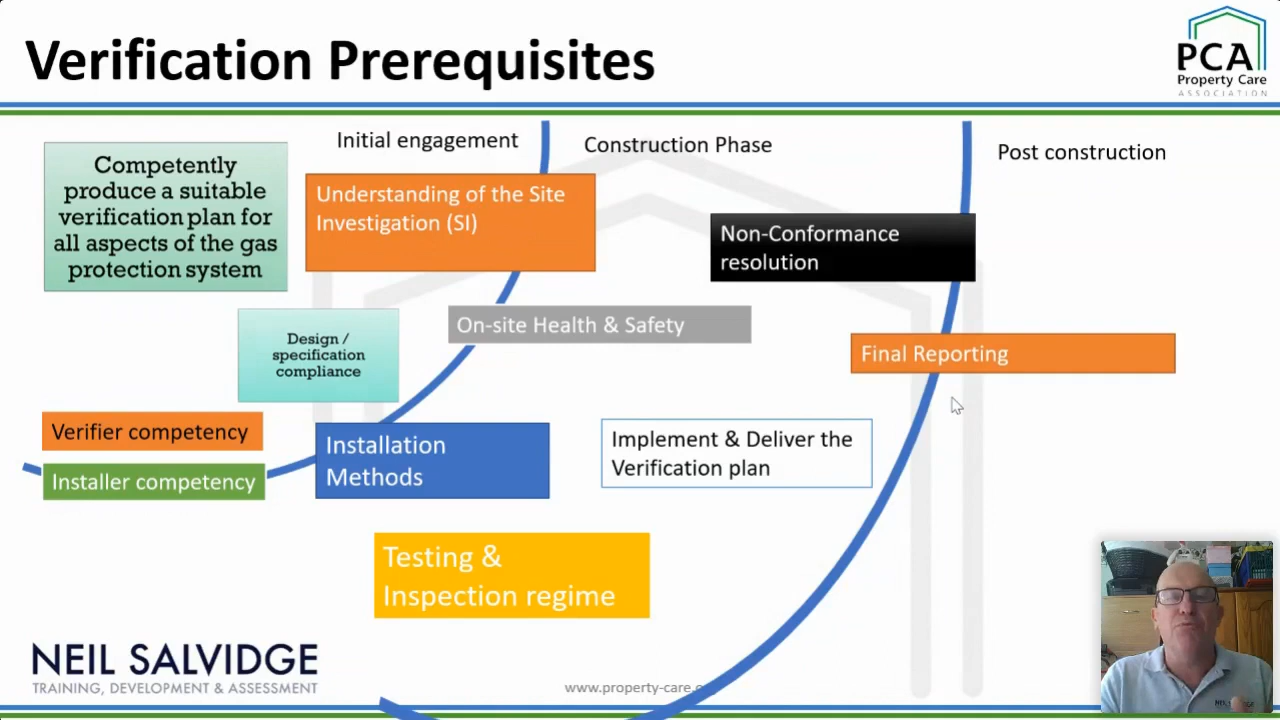 Verification Prerequisites
PCA
Property Care
ASSOCIATION
Initial engagement
Construction Phase
Post construction
Competently
produce a suitable
verification plan for
all aspects of the gas
protection system
Understanding of the Site
Investigation (SI)
Non-Conformance
resolution
On-site Health & Safety
Design /
specification
compliance
Final Reporting
Verifier competency
Installer competency
Installation
Methods
Implement & Deliver the
Verification plan
Testing &
Inspection regime
NEIL SALVIDGE
TRAINING, DEVELOPMENT & ASSESSMENT